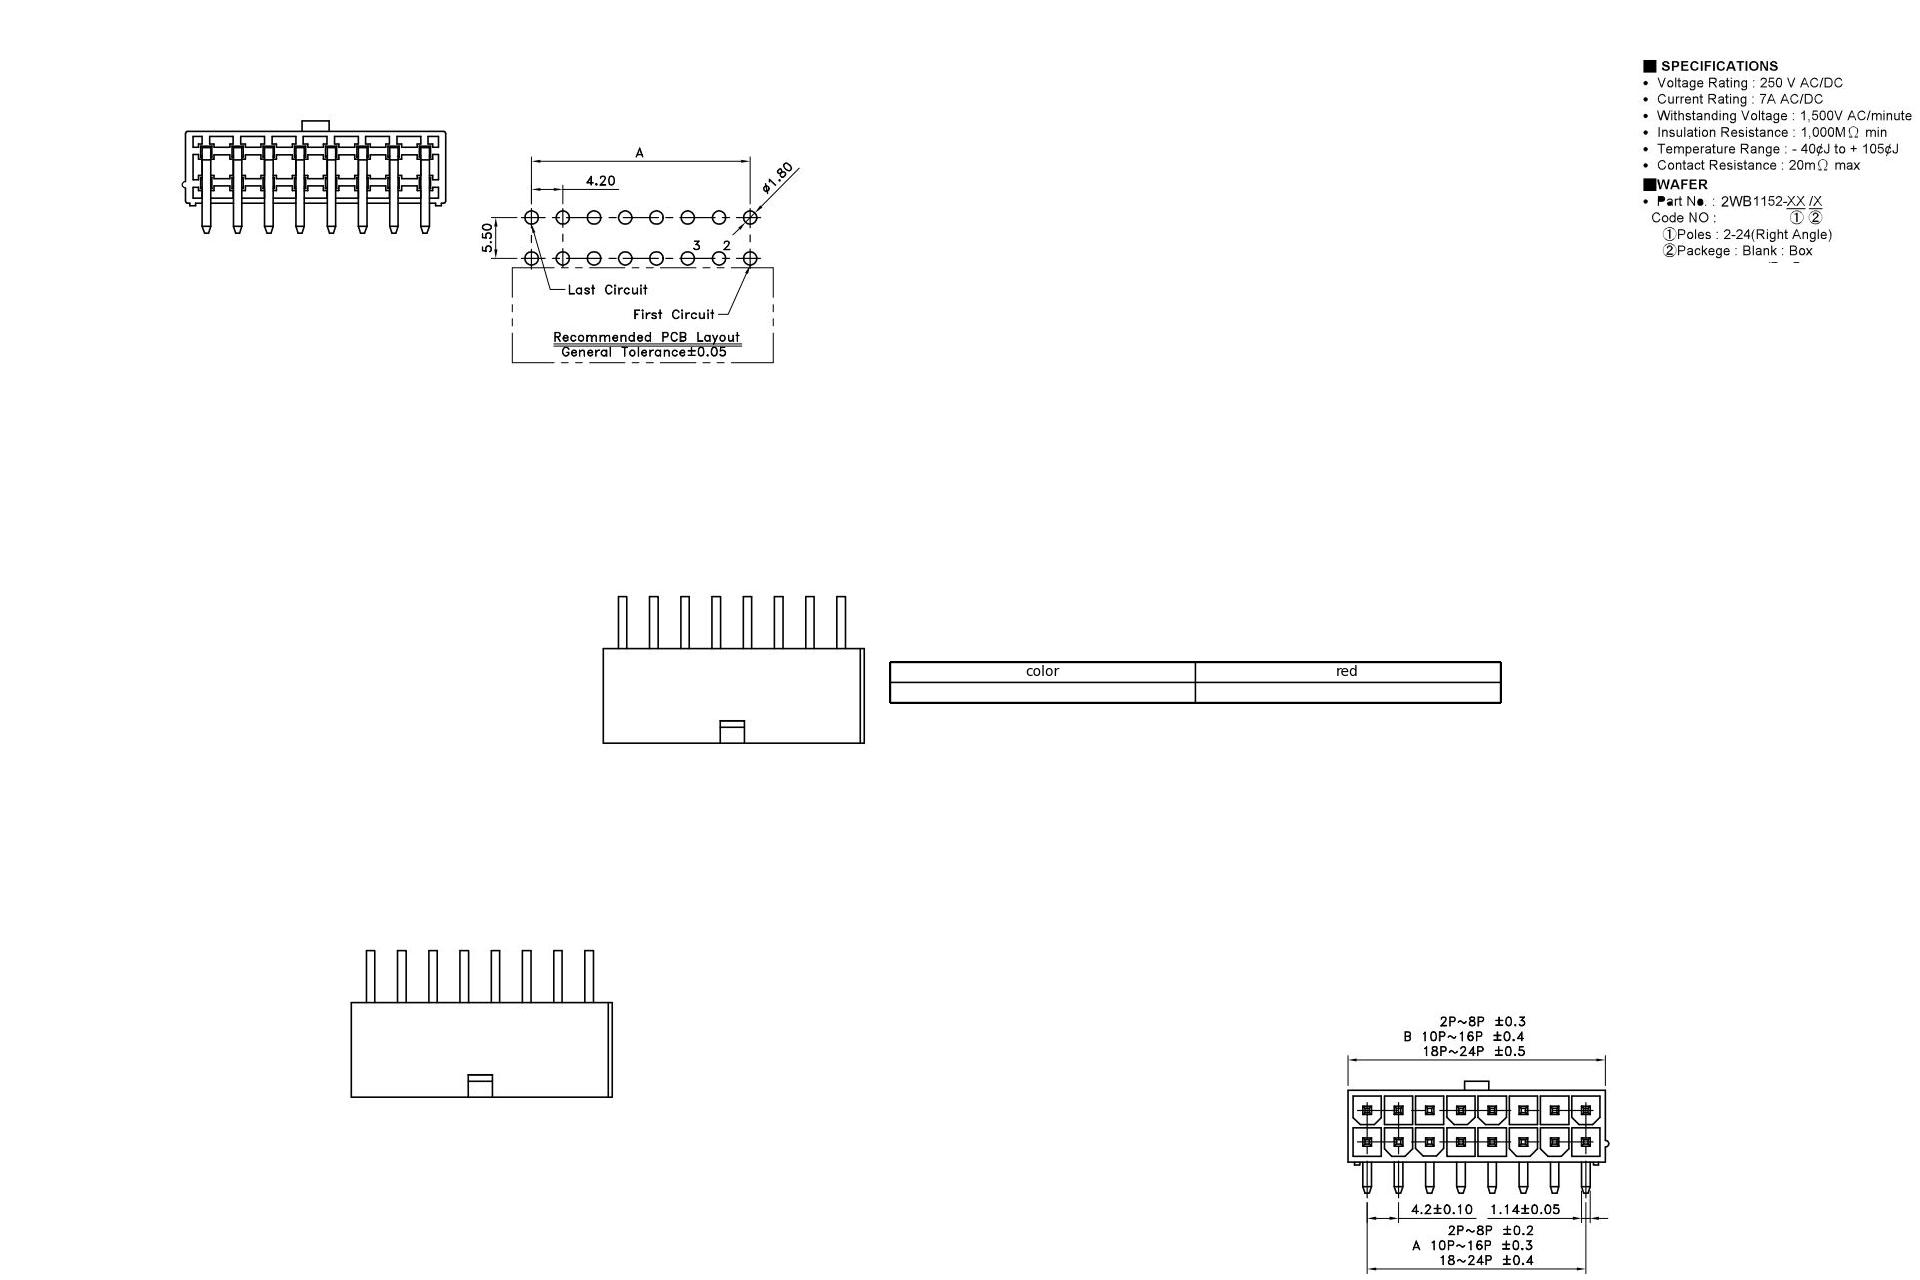 ■ SPECIFICATIONS
• Voltage Rating : 250 V AC/DC
• Current Rating : 7A AC/DC
• Withstanding Voltage : 1,500V AC/minute
• Insulation Resistance : 1,000MΩ min
• Temperature Range : - 40¢J to + 105¢J
• Contact Resistance : 20mΩ max
■WAFER
• Part No. : 2WB1152-XX /X
Code NO : ① ②
①Poles : 2-24(Right Angle)
②Packege : Blank : Box
A
4.20
ø1.80
5.50
3 2
Last Circuit
First Circuit
Recommended PCB Layout
General Tolerance±0.05
color red
2P~8P ±0.3
B 10P~16P ±0.4
18P~24P ±0.5
4.2±0.10 1.14±0.05
2P~8P ±0.2
A 10P~16P ±0.3
18~24P ±0.4